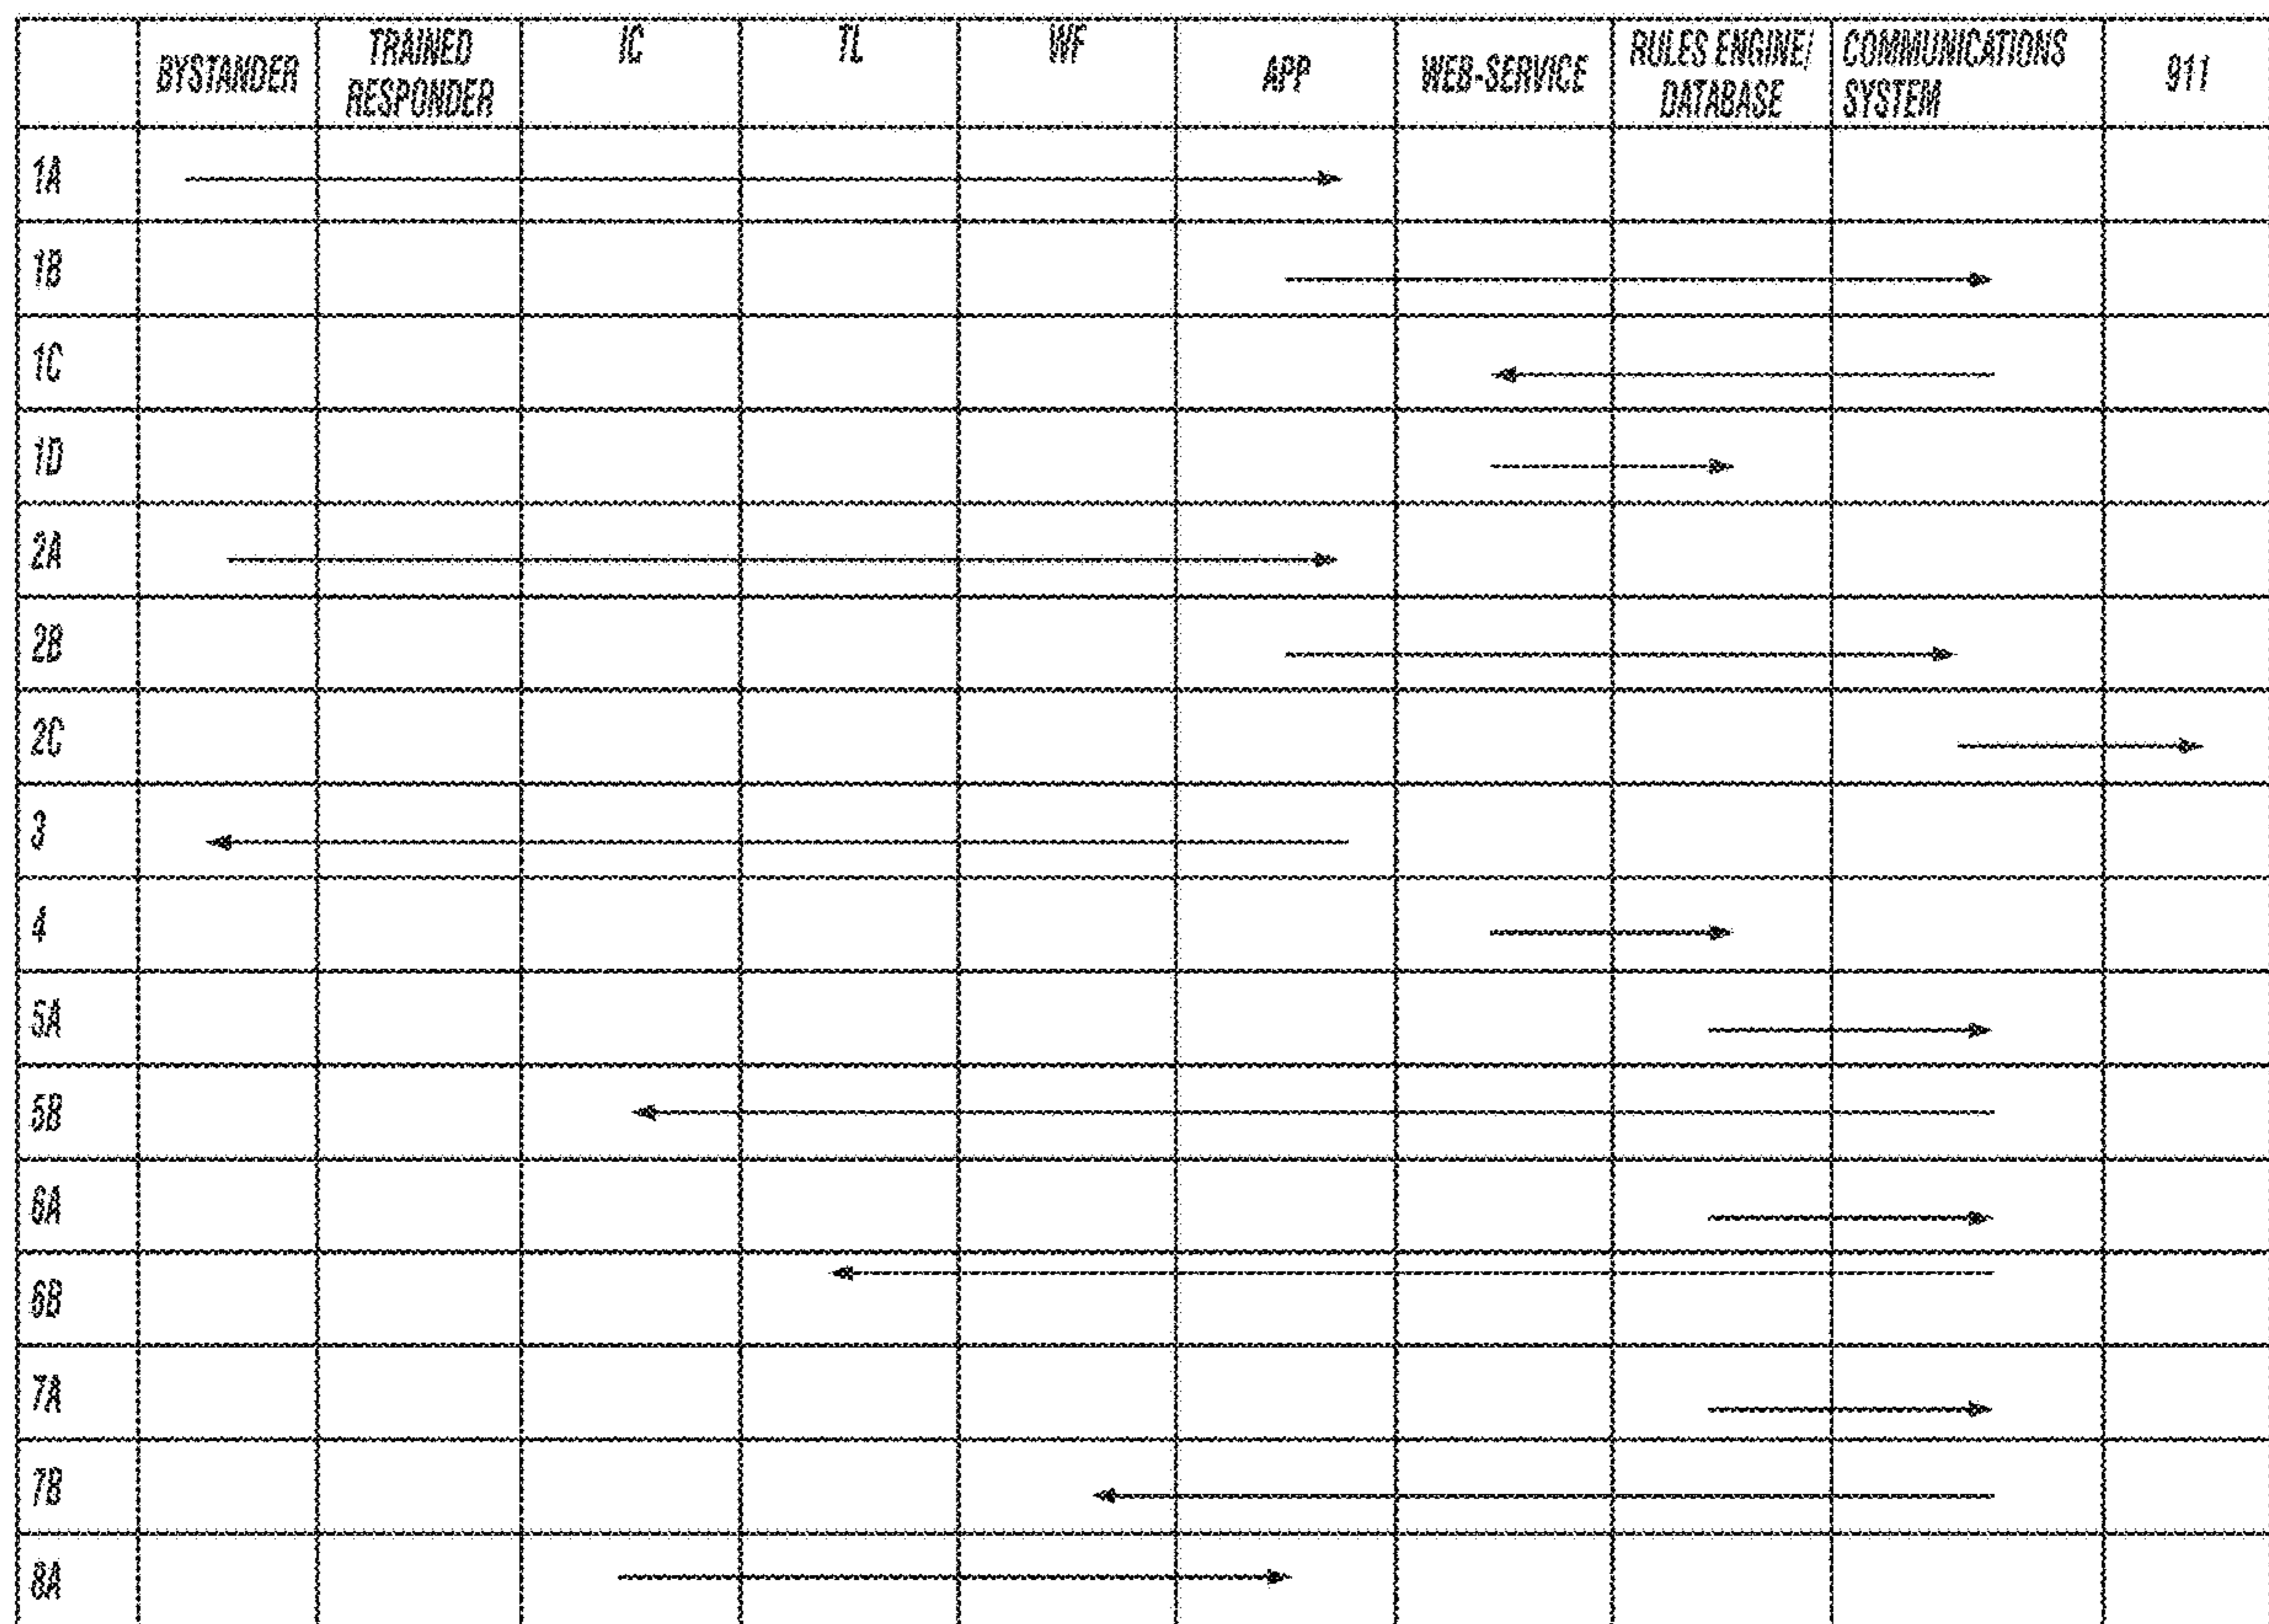 BYSTANDER
TRAINED
RESPONDER
IC
TL
WF
APP
WEB-SERVICE
RULES ENGINE/
DATABASE
COMMUNICATIONS
SYSTEM
911
1A
1B
1C
1D
2A
2B
2C
3
4
5A
5B
6A
6B
7A
7B
8A